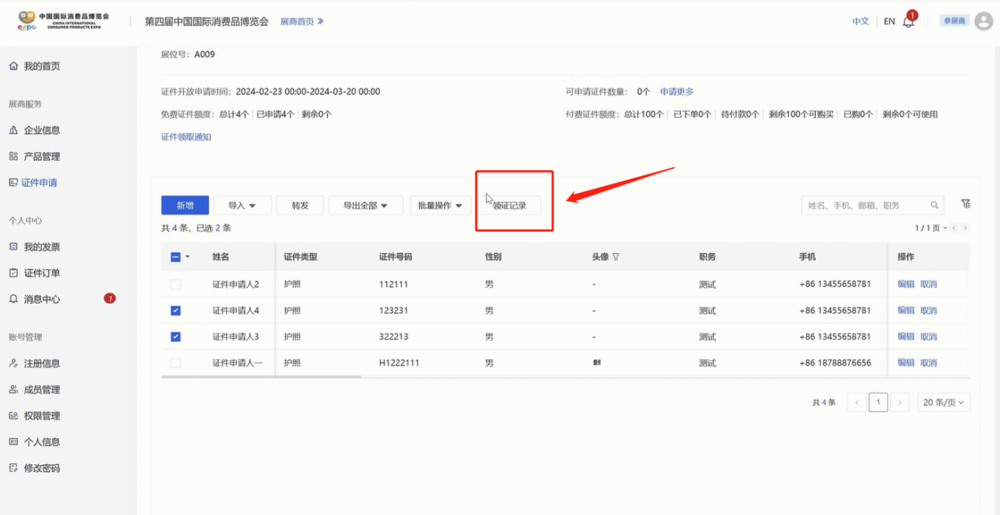 中国国际消费品博览会
CHINA INTERNATIONAL
CONSUMER PRODUCTS EXPO
expo
第四届中国国际消费品博览会 展商首页
中文 EN 1 参展商
我的首页
展商服务
企业信息
产品管理
证件申请
个人中心
我的发票
证件订单
消息中心 1
账号管理
注册信息
成员管理
权限管理
个人信息
修改密码
展位号: A009
证件开放申请时间: 2024-02-23 00:00-2024-03-20 00:00 可申请证件数量: 0个 申请更多
免费证件额度: 总计4个 已申请4个 剩余0个 付费证件额度: 总计100个 已下单0个 待付款0个 剩余100个可购买 已购0个 剩余0个可使用
证件领取通知
新增 导入 转发 导出全部 批量操作 领证记录 姓名、手机、邮箱、职务
共 4 条, 已选 2 条 1 / 1 页
姓名 证件类型 证件号码 性别 头像 职务 手机 操作
证件申请人2 护照 112111 男 - 测试 +86 13455658781 编辑 取消
证件申请人4 护照 123231 男 - 测试 +86 13455658781 编辑 取消
证件申请人3 护照 322213 男 - 测试 +86 13455658781 编辑 取消
证件申请人一 护照 H1222111 男 测试 +86 18788876656 编辑 取消
共 4 条 1 20 条/页